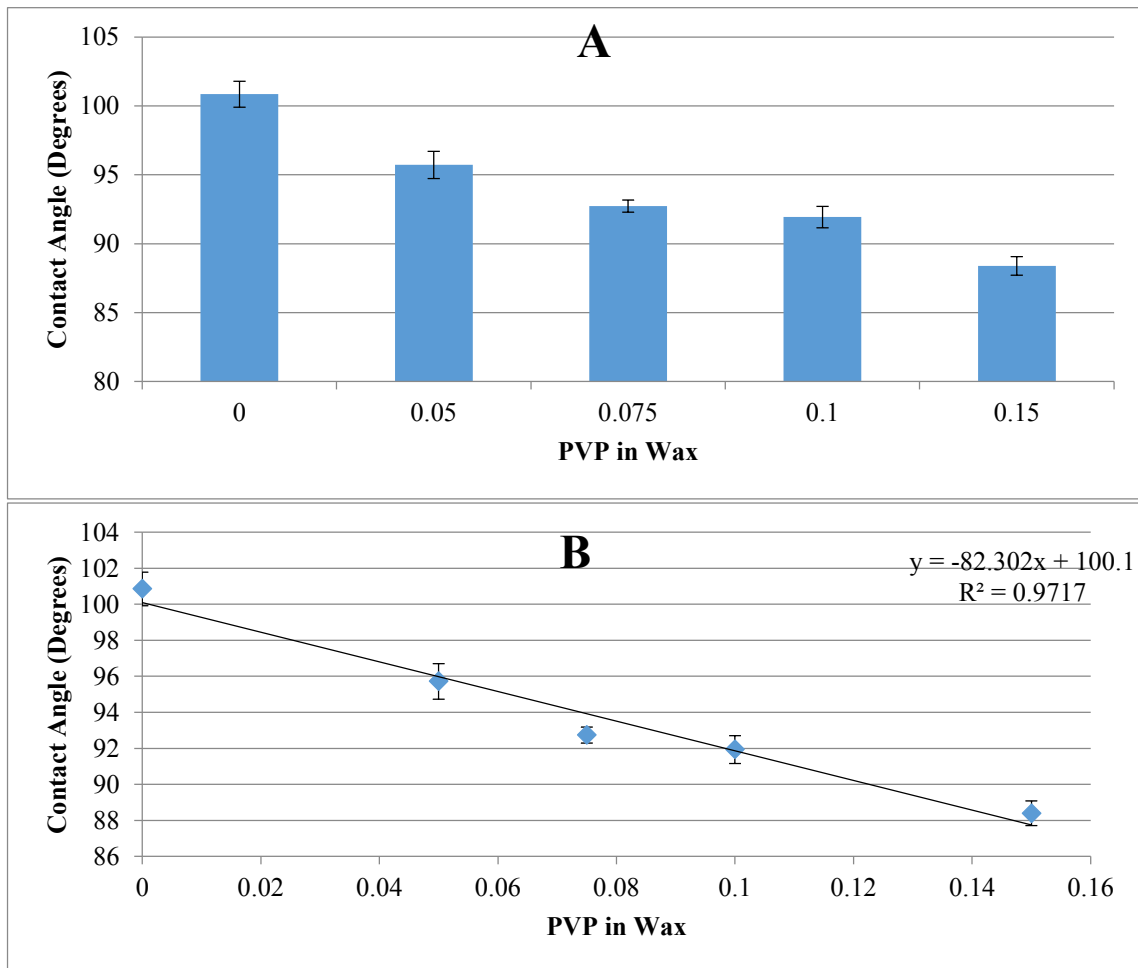 A
Contact Angle (Degrees)
105
100
95
90
85
80
0 0.05 0.075 0.1 0.15
PVP in Wax
B
y = -82.302x + 100.1
R² = 0.9717
Contact Angle (Degrees)
104
102
100
98
96
94
92
90
88
86
0 0.02 0.04 0.06 0.08 0.1 0.12 0.14 0.16
PVP in Wax